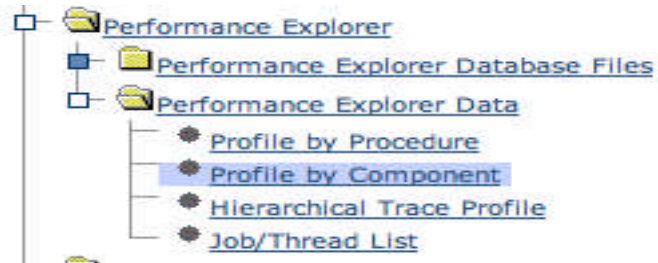 Performance Explorer
Performance Explorer Database Files
Performance Explorer Data
Profile by Procedure
Profile by Component
Hierarchical Trace Profile
Job/Thread List